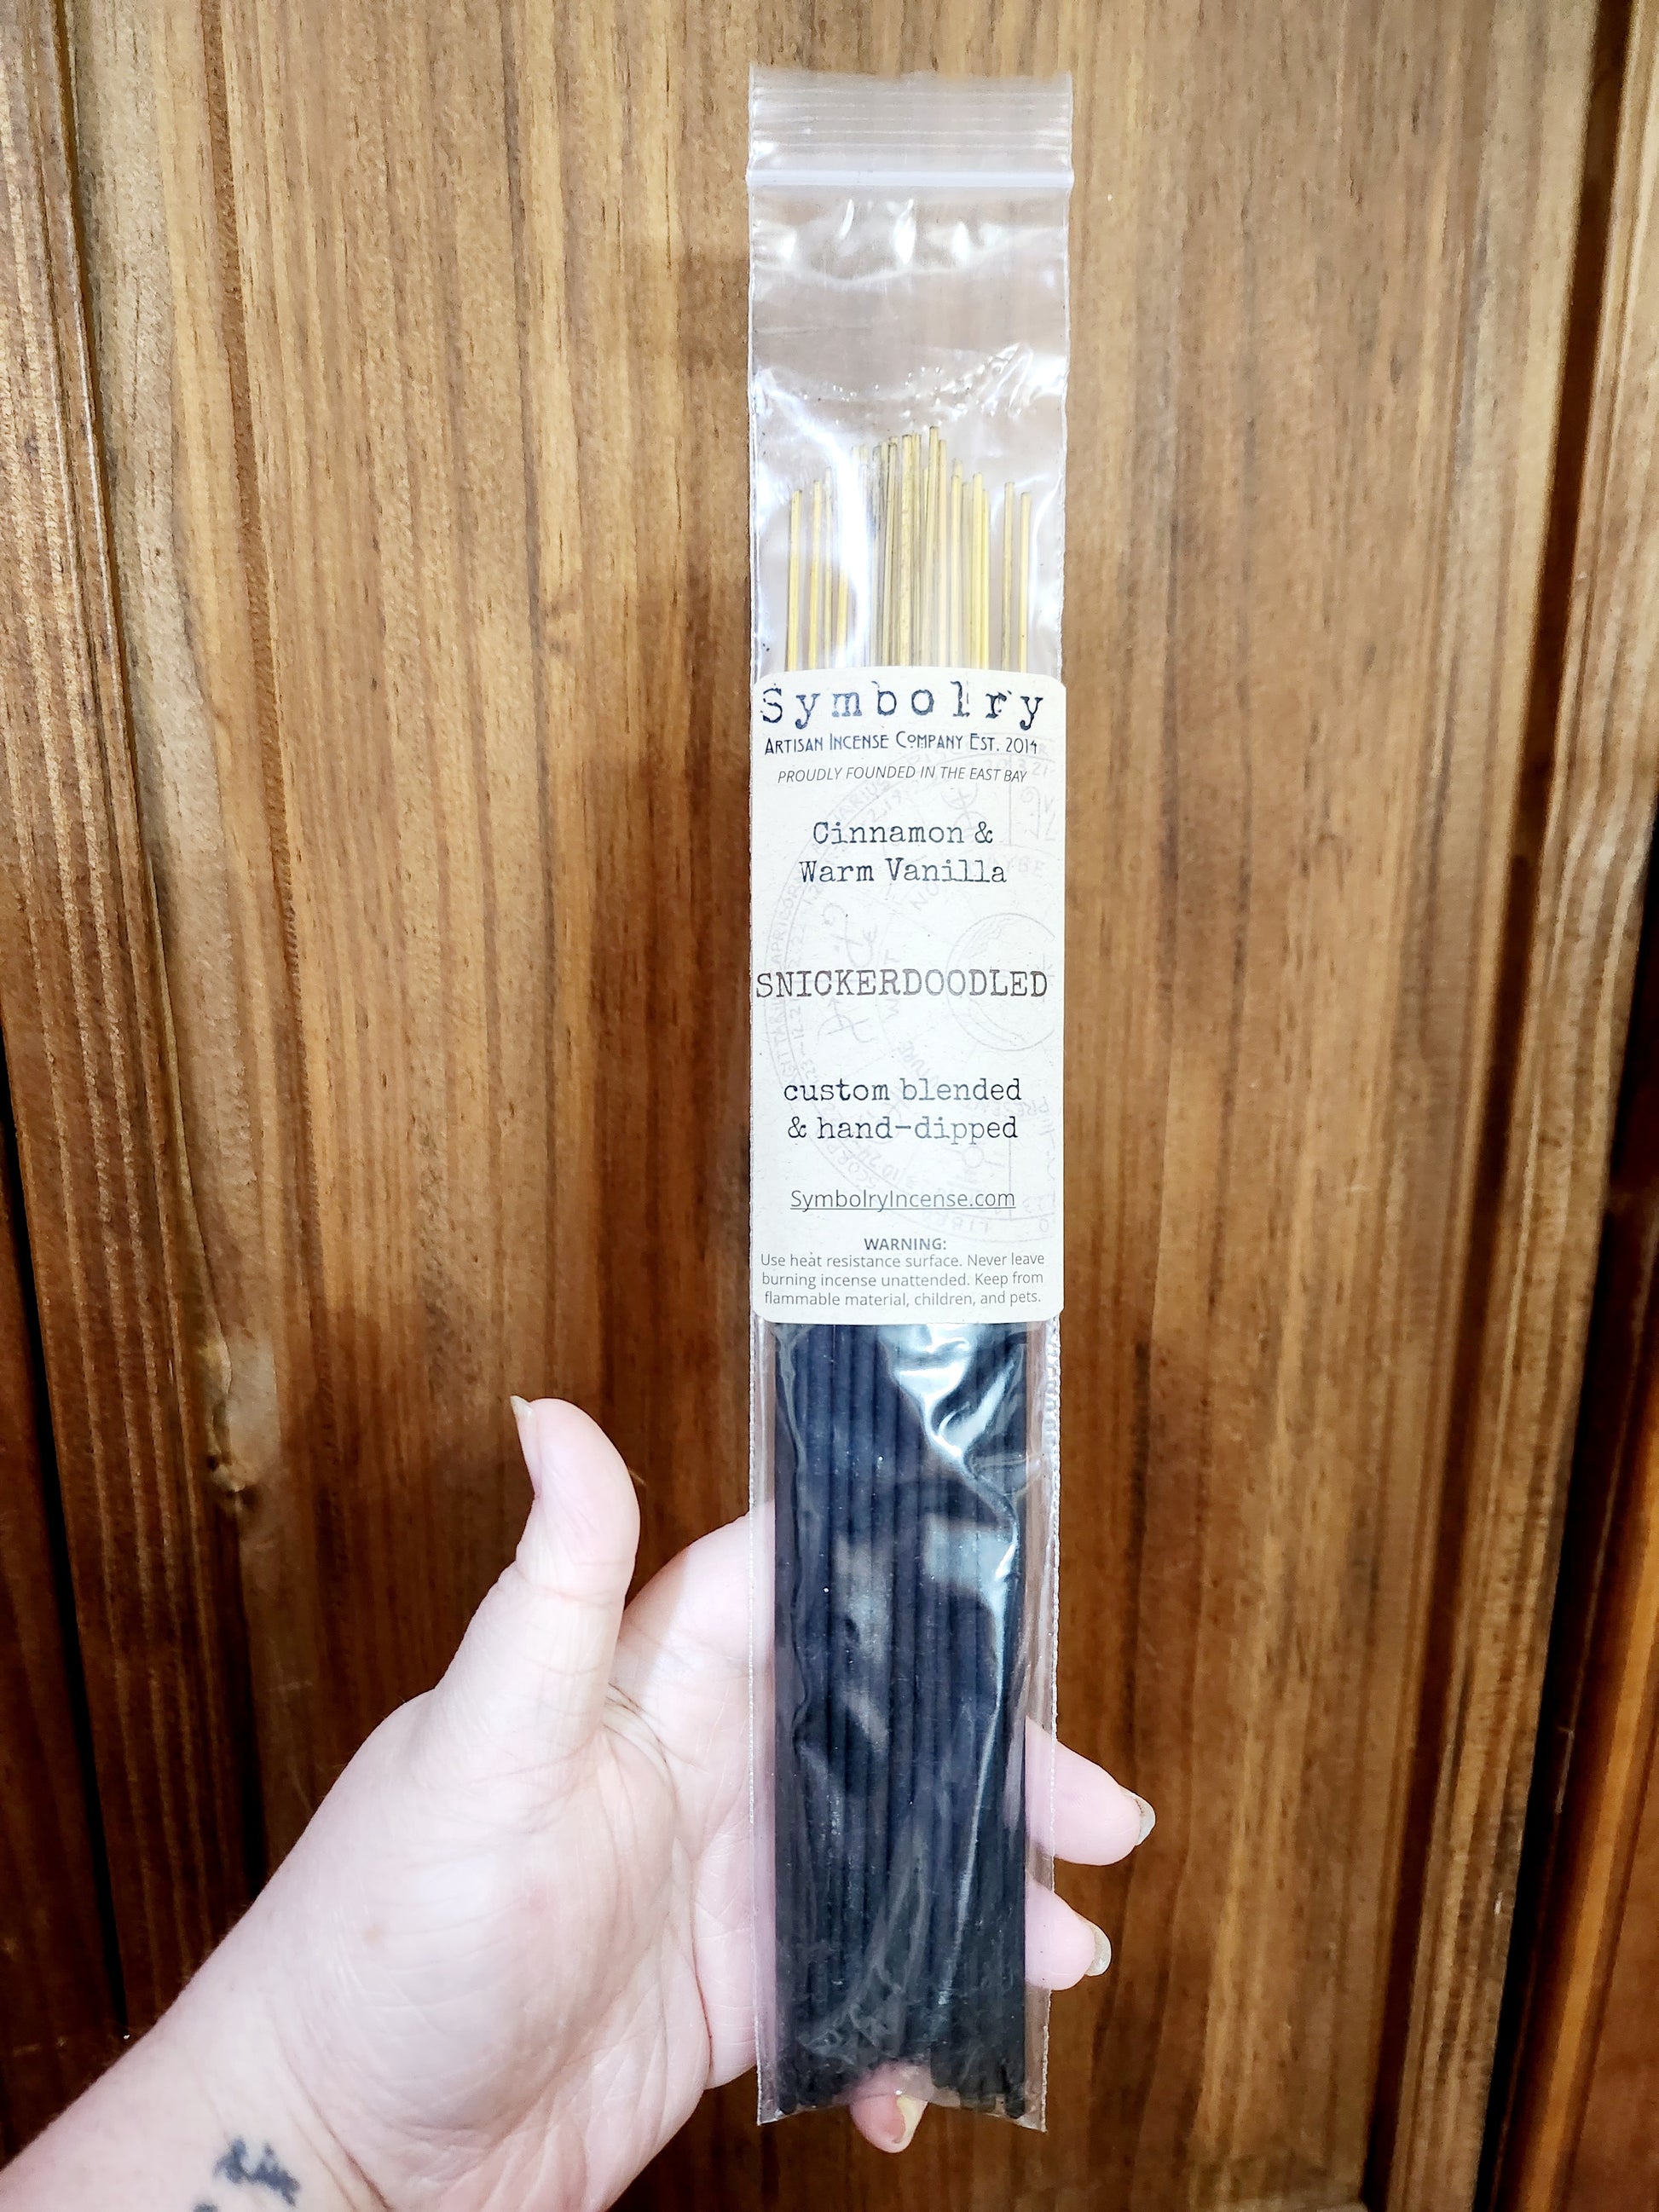 Symbolry
ARTISAN INCENSE COMPANY EST. 2014
PROUDLY FOUNDED IN THE EAST BAY
Cinnamon &
Warm Vanilla
SNICKERDOODLED
custom blended
& hand-dipped
SymbolryIncense.com
WARNING:
Use heat resistance surface. Never leave
burning incense unattended. Keep from
flammable material, children, and pets.